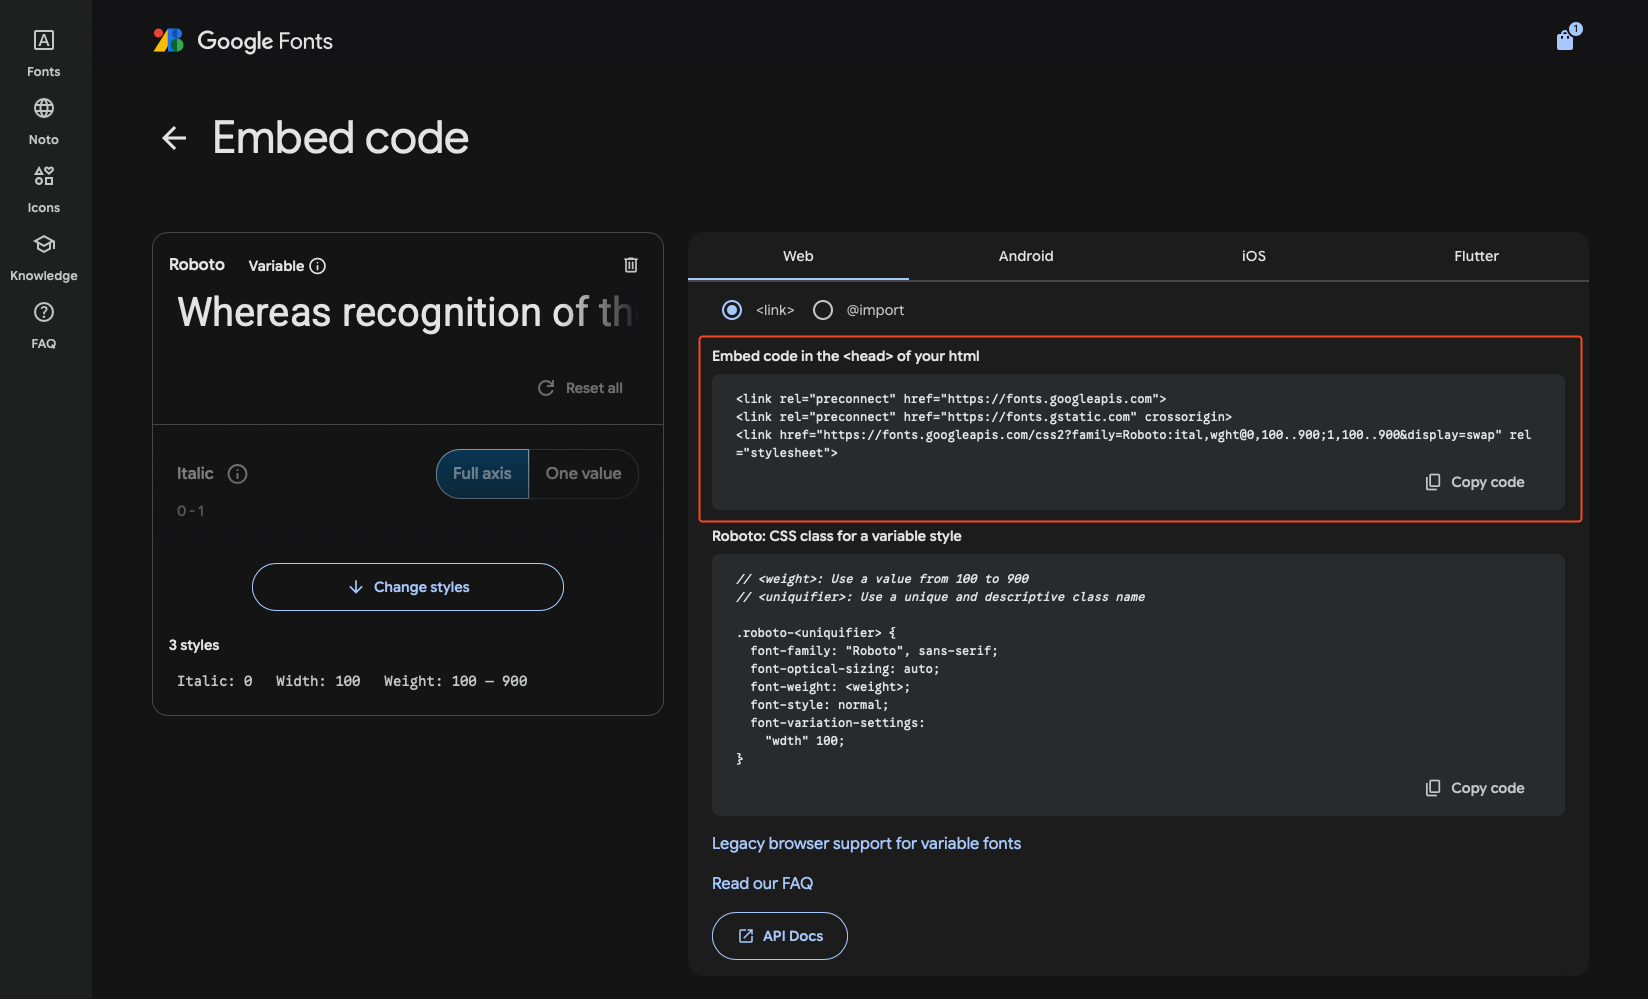 Fonts
Noto
Icons
Knowledge
FAQ
Google Fonts
1
Embed code
Roboto Variable
Whereas recognition of th
Reset all
Italic
Full axis One value
0 - 1
Change styles
3 styles
Italic: 0 Width: 100 Weight: 100 — 900
Web Android iOS Flutter
<link> @import
Embed code in the <head> of your html
<link rel="preconnect" href="https://fonts.googleapis.com">
<link rel="preconnect" href="https://fonts.gstatic.com" crossorigin>
<link href="https://fonts.googleapis.com/css2?family=Roboto:ital,wght@0,100..900;1,100..900&display=swap" rel
="stylesheet">
Copy code
Roboto: CSS class for a variable style
// <weight>: Use a value from 100 to 900
// <uniquifier>: Use a unique and descriptive class name
.roboto-<uniquifier> {
font-family: "Roboto", sans-serif;
font-optical-sizing: auto;
font-weight: <weight>;
font-style: normal;
font-variation-settings:
"wdth" 100;
}
Copy code
Legacy browser support for variable fonts
Read our FAQ
API Docs